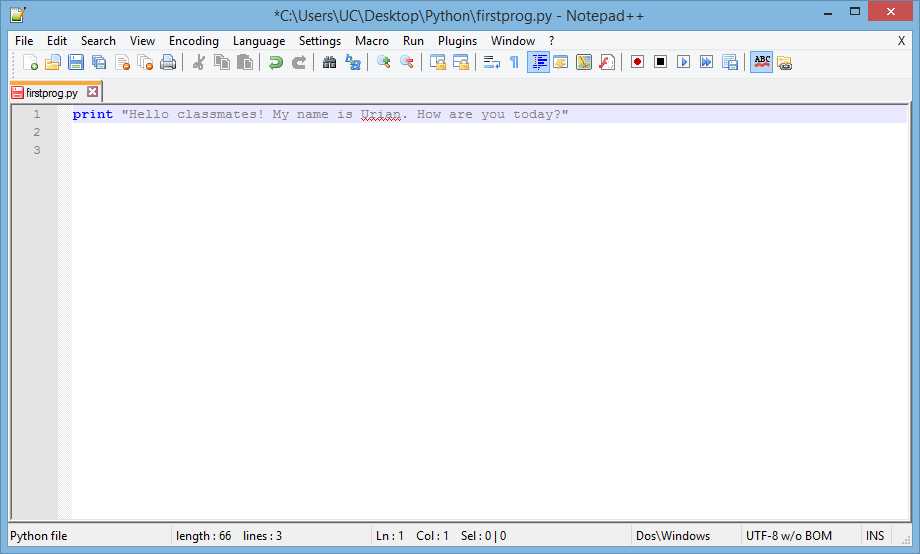 *C:\Users\UC\Desktop\Python\firstprog.py - Notepad++
File Edit Search View Encoding Language Settings Macro Run Plugins Window ? X
ABC
firstprog.py
1 print "Hello classmates! My name is Urian. How are you today?"
2
3
Python file length : 66 lines : 3 Ln : 1 Col : 1 Sel : 0 | 0 Dos\Windows UTF-8 w/o BOM INS